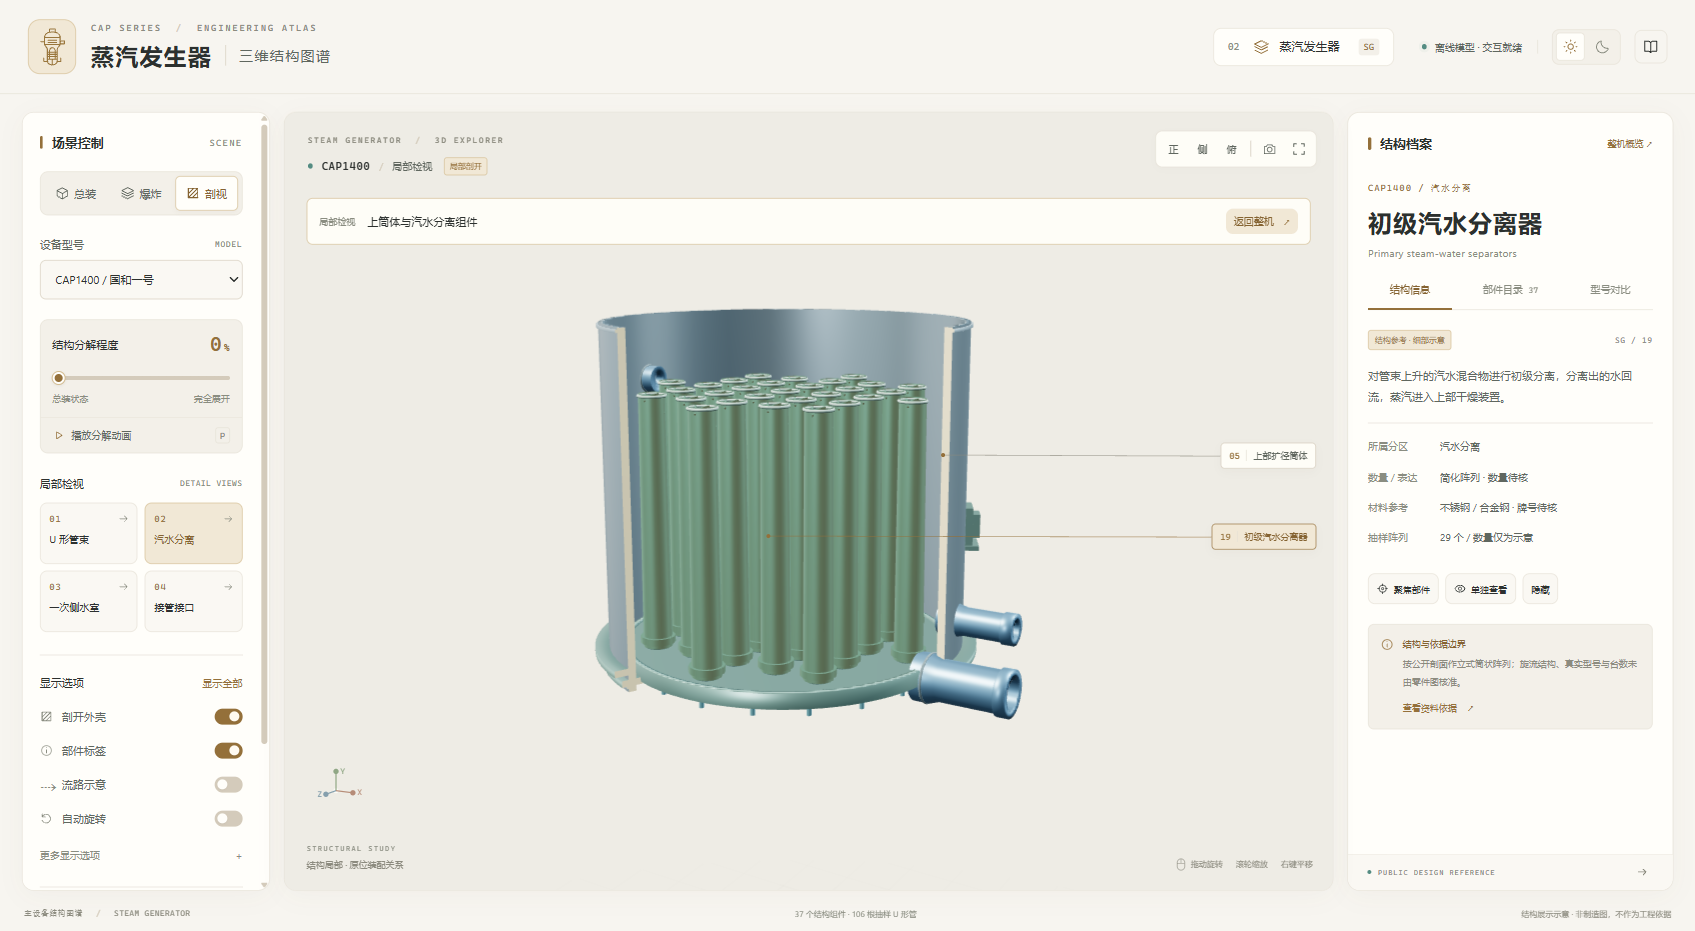 CAP SERIES / ENGINEERING ATLAS
蒸汽发生器 三维结构图谱
02 蒸汽发生器 SG
离线模型 · 交互就绪
场景控制 SCENE
总装 爆炸 剖视
设备型号 MODEL
CAP1400 / 国和一号
结构分解程度 0 %
总装状态 完全展开
播放分解动画 P
局部检视 DETAIL VIEWS
01 →
U 形管束
02 →
汽水分离
03 →
一次侧水室
04 →
接管接口
显示选项 显示全部
剖开外壳
部件标签
流路示意
自动旋转
更多显示选项 +
STEAM GENERATOR / 3D EXPLORER
CAP1400 / 局部检视 局部剖开
正 侧 俯
局部检视 上筒体与汽水分离组件
返回整机 ↗
05 上部扩径筒体
19 初级汽水分离器
Y
Z X
STRUCTURAL STUDY
结构局部 · 原位装配关系
拖动旋转 滚轮缩放 右键平移
结构档案 整机概览 ↗
CAP1400 / 汽水分离
初级汽水分离器
Primary steam-water separators
结构信息 部件目录 37 型号对比
结构参考 · 细部示意 SG / 19
对管束上升的汽水混合物进行初级分离，分离出的水回
流，蒸汽进入上部干燥装置。
所属分区 汽水分离
数量 / 表达 简化阵列 · 数量待核
材料参考 不锈钢 / 合金钢 · 牌号待核
抽样阵列 29 个 / 数量仅为示意
聚焦部件 单独查看 隐藏
结构与依据边界
按公开剖面作立式筒状阵列；旋流结构、真实型号与台数未
由零件图核准。
查看资料依据 ↗
PUBLIC DESIGN REFERENCE →
主设备结构图谱 / STEAM GENERATOR
37 个结构组件 · 106 根抽样 U 形管
结构展示示意 · 非制造图，不作为工程依据